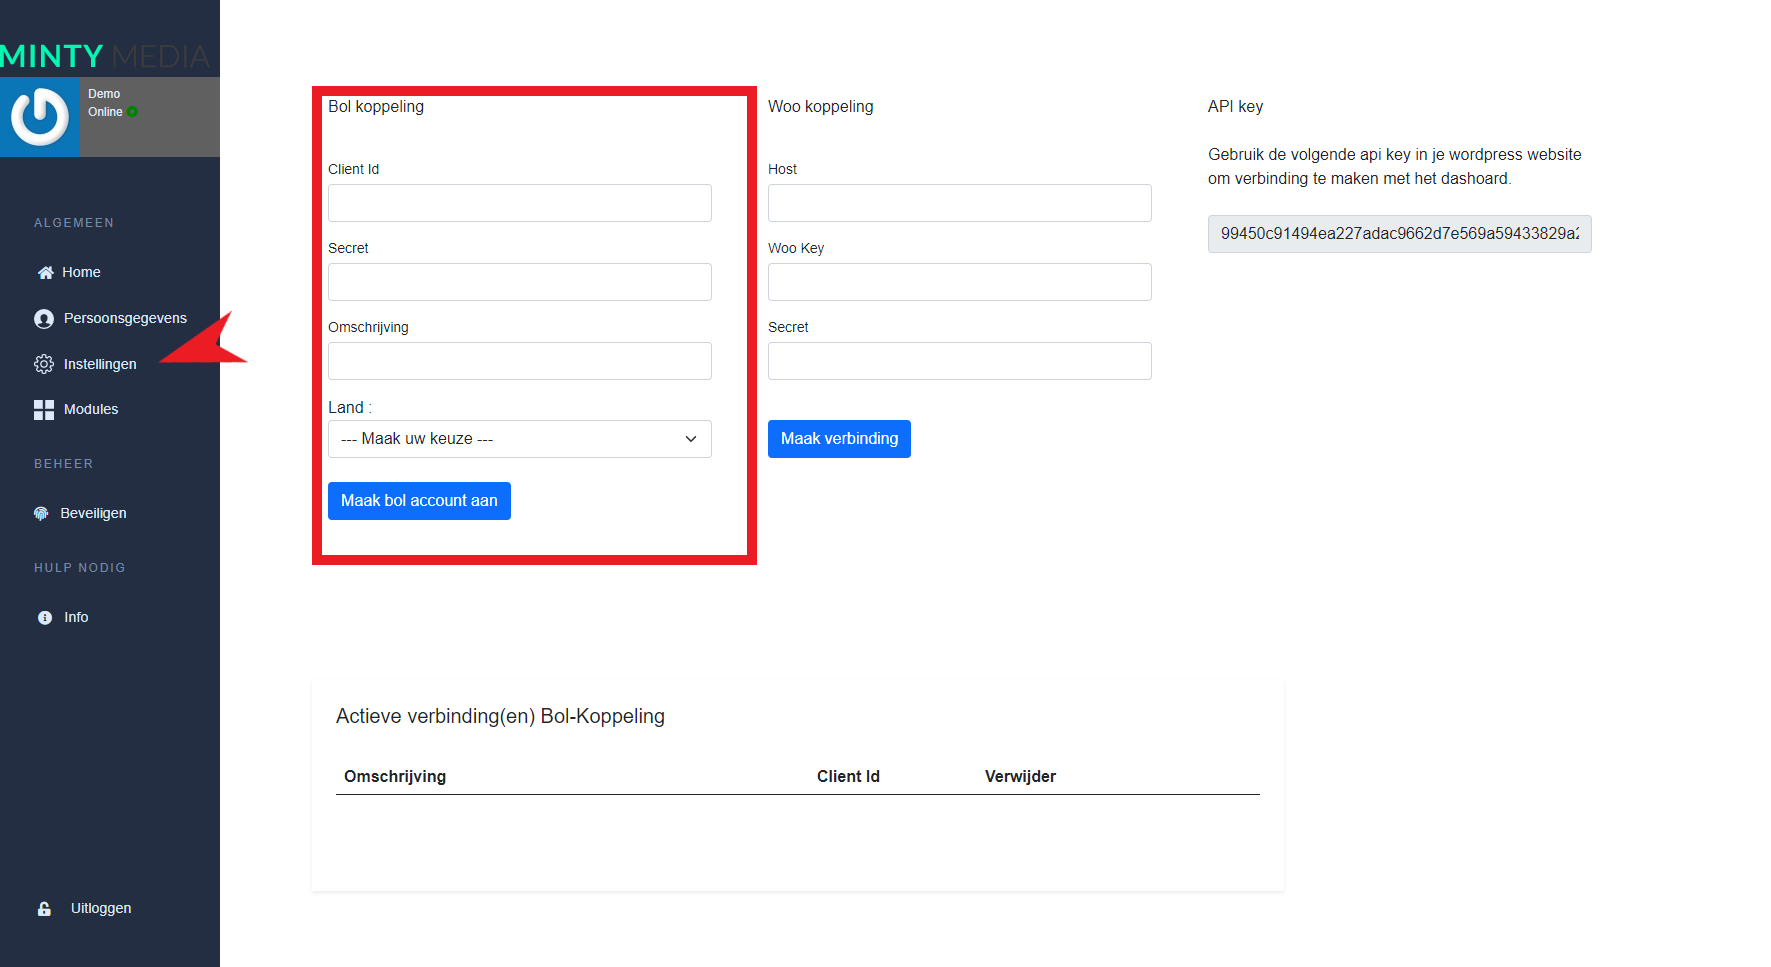 MINTY MEDIA
Demo
Online
ALGEMEEN
Home
Persoonsgegevens
Instellingen
Modules
BEHEER
Beveiligen
HULP NODIG
Info
Uitloggen
Bol koppeling
Client Id
Secret
Omschrijving
Land :
--- Maak uw keuze ---
Maak bol account aan
Woo koppeling
Host
Woo Key
Secret
Maak verbinding
API key
Gebruik de volgende api key in je wordpress website
om verbinding te maken met het dashoard.
99450c91494ea227adac9662d7e569a59433829a2
Actieve verbinding(en) Bol-Koppeling
Omschrijving Client Id Verwijder